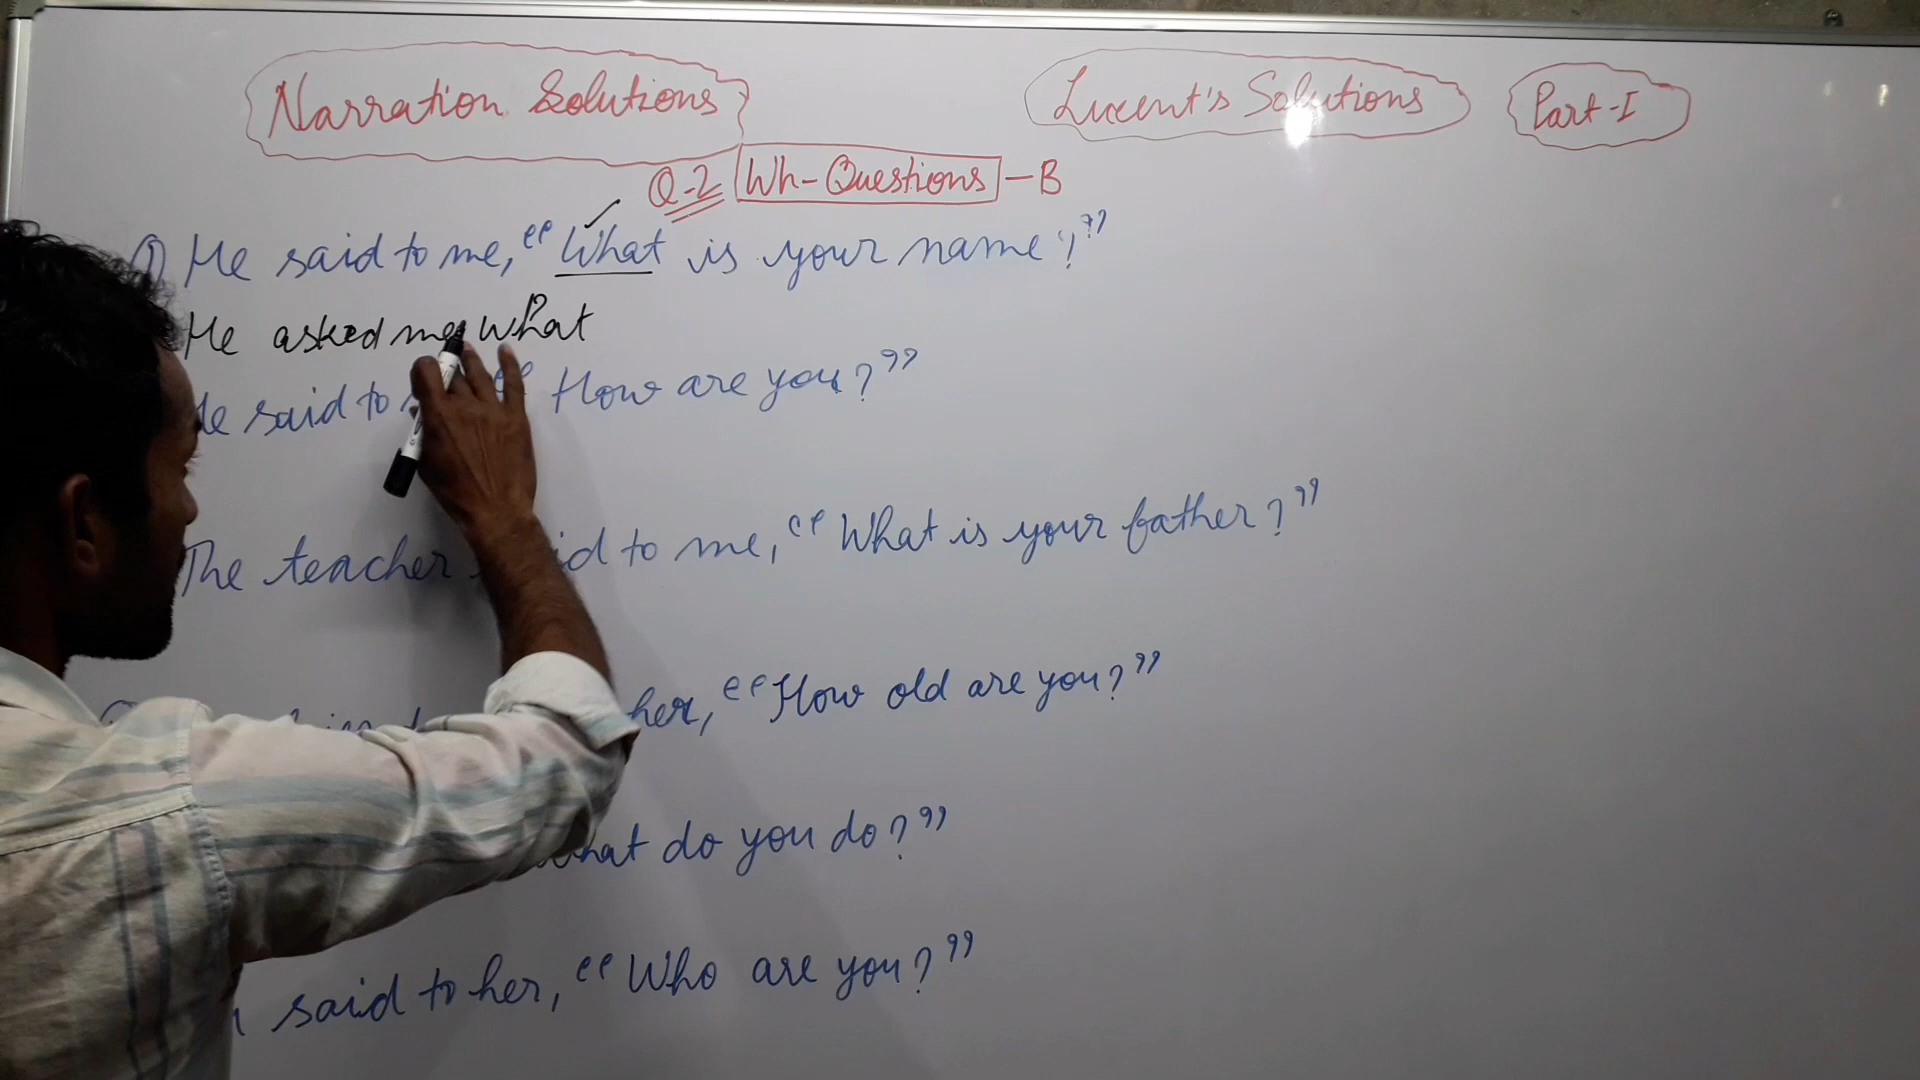 Narration Solutions
Lucent's Solutions
Part-I
Q-2 Wh-Questions - B
① He said to me, "What is your name?"
He asked me what
said to "How are you?"
The teacher to me, "What is your father?"
her, "How old are you?"
What do you do?"
said to her, "Who are you?"